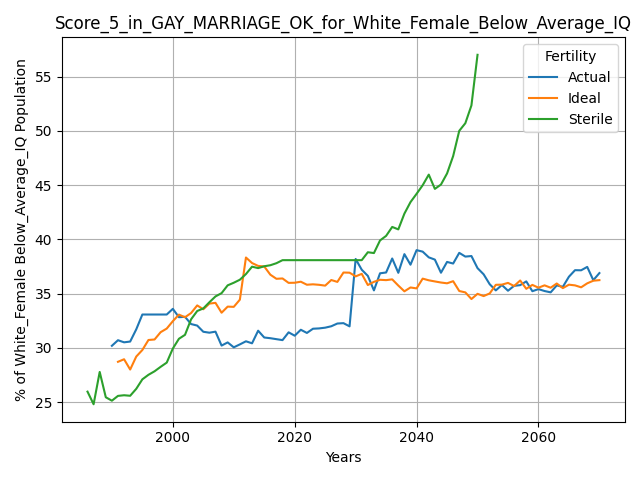 Score_5_in_GAY_MARRIAGE_OK_for_White_Female_Below_Average_IQ
% of White_Female Below_Average_IQ Population
55
50
45
40
35
30
25
Fertility
Actual
Ideal
Sterile
2000
2020
2040
2060
Years